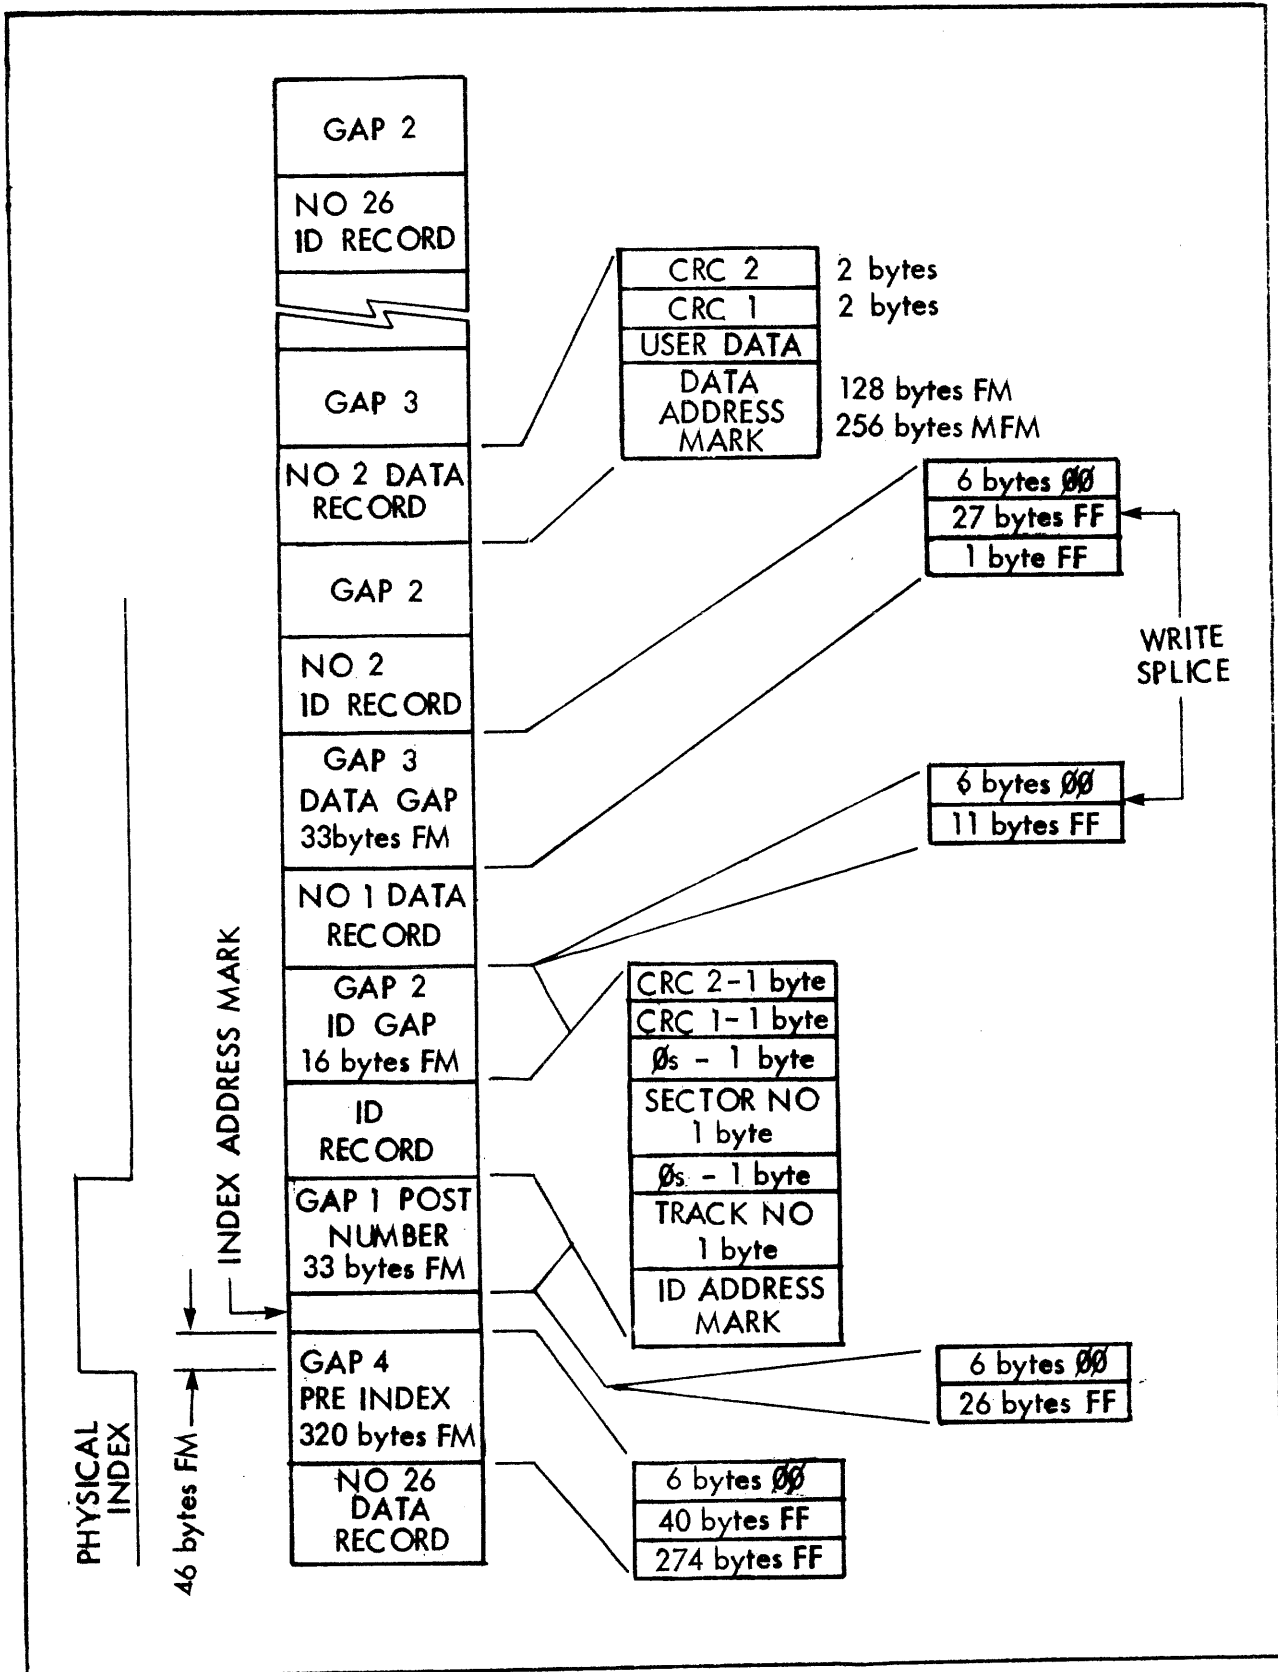 GAP 2
NO 26
ID RECORD
GAP 3
NO 2 DATA
RECORD
GAP 2
NO 2
ID RECORD
GAP 3
DATA GAP
33bytes FM
NO 1 DATA
RECORD
GAP 2
ID GAP
16 bytes FM
ID
RECORD
GAP 1 POST
NUMBER
33 bytes FM
GAP 4
PRE INDEX
320 bytes FM
NO 26
DATA
RECORD
CRC 2
2 bytes
CRC 1
2 bytes
USER DATA
DATA
ADDRESS
MARK
128 bytes FM
256 bytes MFM
6 bytes ØØ
27 bytes FF
1 byte FF
WRITE
SPLICE
6 bytes ØØ
11 bytes FF
CRC 2-1 byte
CRC 1-1 byte
Øs - 1 byte
SECTOR NO
1 byte
Øs - 1 byte
TRACK NO
1 byte
ID ADDRESS
MARK
6 bytes ØØ
26 bytes FF
6 bytes ØØ
40 bytes FF
274 bytes FF
INDEX ADDRESS MARK
PHYSICAL
INDEX
46 bytes FM